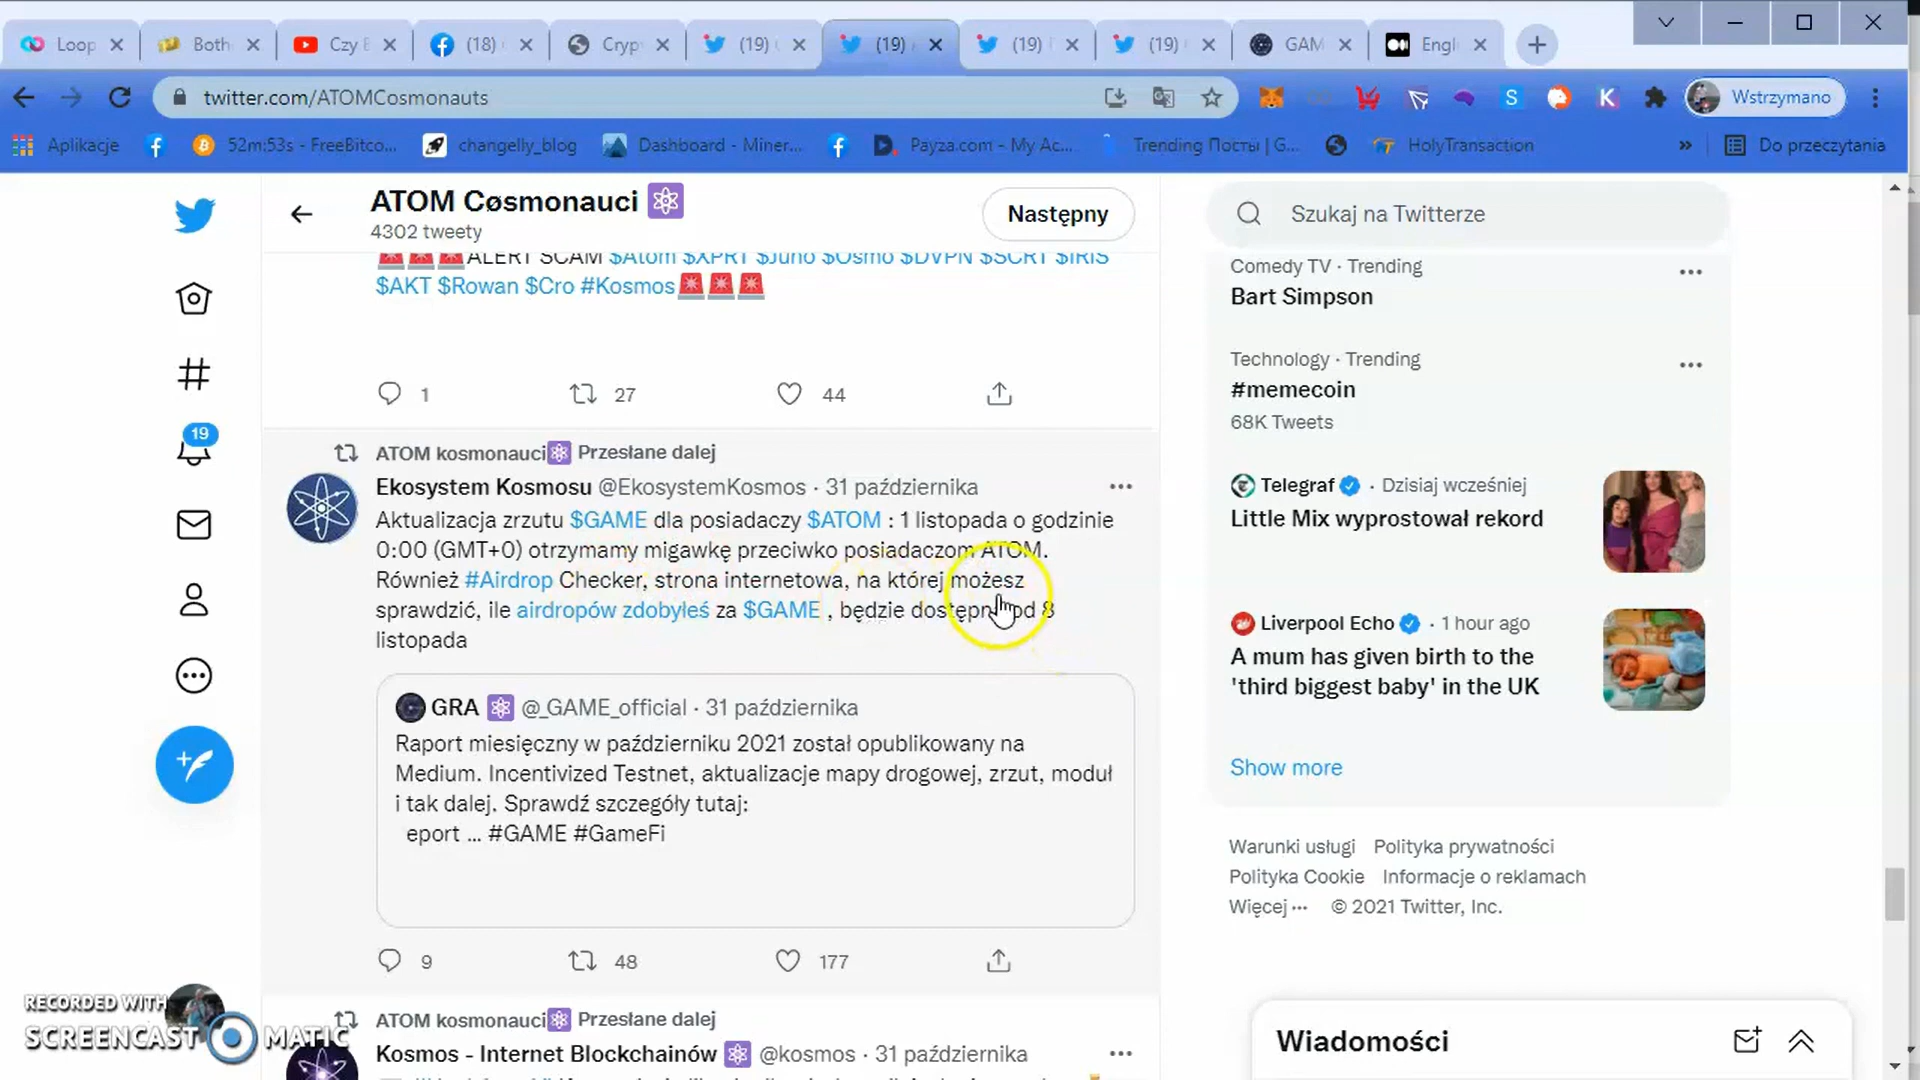 Loop
Both
Czy E
(18)
Cryp
(19)
(19)
(19)
(19)
GAM
Engl
twitter.com/ATOMCosmonauts
Wstrzymano
Aplikacje
52m:53s - FreeBitco...
changelly_blog
Dashboard - Miner...
Payza.com - My Ac...
Trending Посты | G...
HolyTransaction
»
Do przeczytania
ATOM Cøsmonauci
4302 tweety
Następny
ALERT SCAM $Atom $XPRT $Juno $Osmo $DVPN $SCRT $IRIS
$AKT $Rowan $Cro #Kosmos
1
27
44
19
ATOM kosmonauci Przesłane dalej
Ekosystem Kosmosu @EkosystemKosmos · 31 października
Aktualizacja zrzutu $GAME dla posiadaczy $ATOM : 1 listopada o godzinie
0:00 (GMT+0) otrzymamy migawkę przeciwko posiadaczom ATOM.
Również #Airdrop Checker, strona internetowa, na której możesz
sprawdzić, ile airdropów zdobyłeś za $GAME , będzie dostępna od 8
listopada
GRA @_GAME_official · 31 października
Raport miesięczny w październiku 2021 został opublikowany na
Medium. Incentivized Testnet, aktualizacje mapy drogowej, zrzut, moduł
i tak dalej. Sprawdź szczegóły tutaj:
eport ... #GAME #GameFi
9
48
177
ATOM kosmonauci Przesłane dalej
Kosmos - Internet Blockchainów @kosmos · 31 października
Szukaj na Twitterze
Comedy TV · Trending
Bart Simpson
Technology · Trending
#memecoin
68K Tweets
Telegraf · Dzisiaj wcześniej
Little Mix wyprostował rekord
Liverpool Echo · 1 hour ago
A mum has given birth to the
'third biggest baby' in the UK
Show more
Warunki usługi Polityka prywatności
Polityka Cookie Informacje o reklamach
Więcej ··· © 2021 Twitter, Inc.
Wiadomości
RECORDED WITH
SCREENCAST MATIC